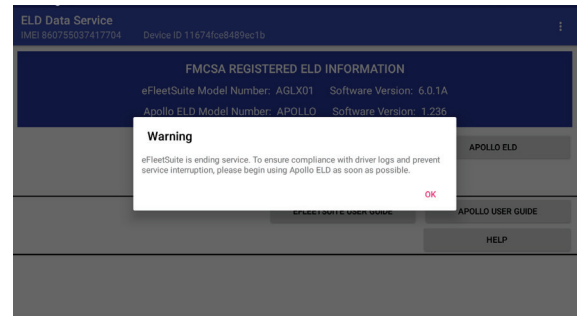 ELD Data Service
IMEI 860755037417704 Device ID 11674fce8489ec1b
FMCSA REGISTERED ELD INFORMATION
eFleetSuite Model Number: AGLX01 Software Version: 6.0.1A
Apollo ELD Model Number: APOLLO Software Version: 1.236
Warning
eFleetSuite is ending service. To ensure compliance with driver logs and prevent
service interruption, please begin using Apollo ELD as soon as possible.
OK
APOLLO ELD
EFLEETSUITE USER GUIDE
APOLLO USER GUIDE
HELP